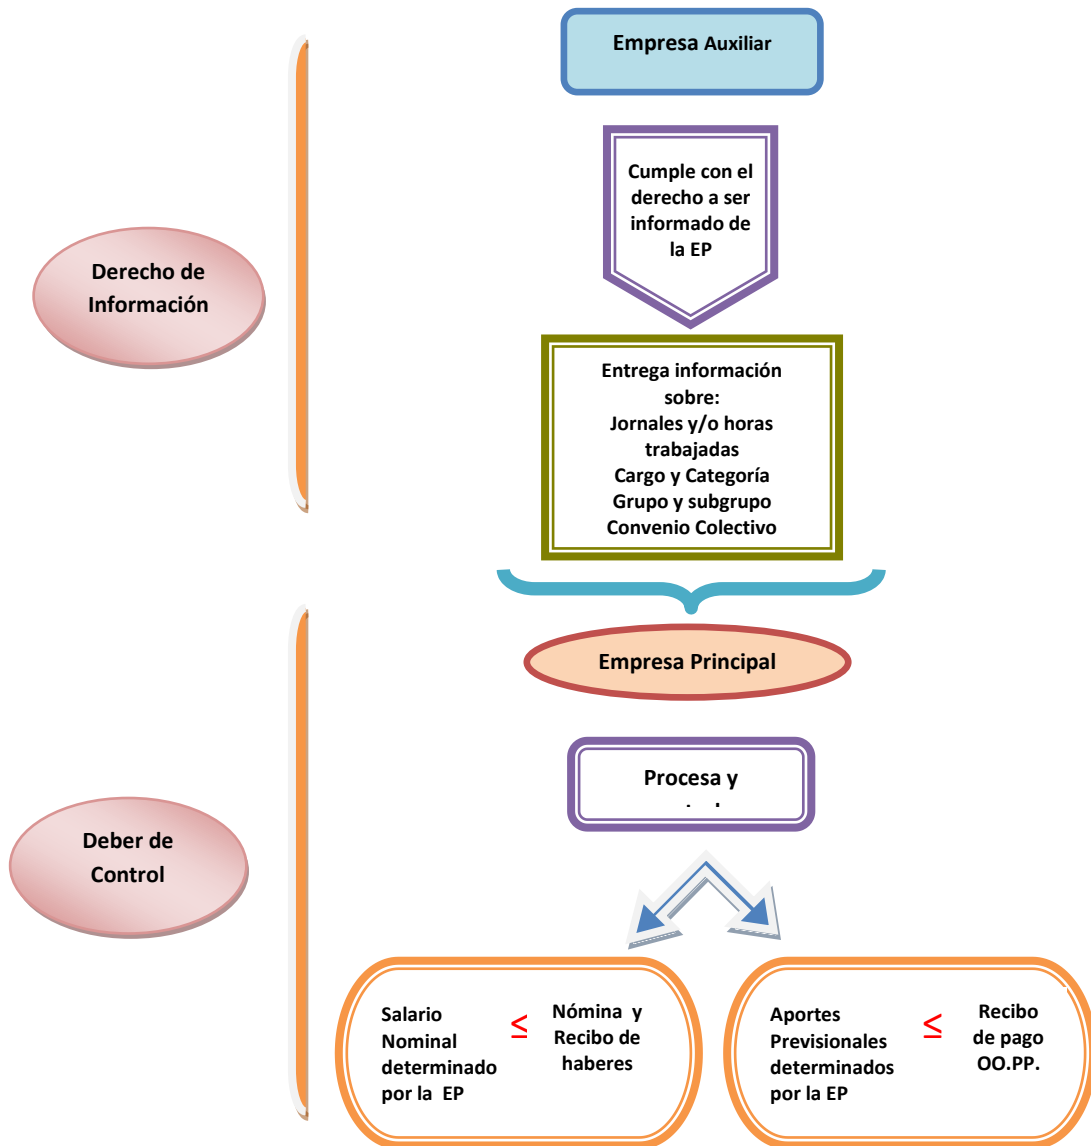 Empresa Auxiliar
Cumple con el
derecho a ser
informado de
la EP
Derecho de
Información
Entrega información
sobre:
Jornales y/o horas
trabajadas
Cargo y Categoría
Grupo y subgrupo
Convenio Colectivo
Empresa Principal
Procesa y
Deber de
Control
Salario
Nominal
determinado
por la EP
≤
Nómina y
Recibo de
haberes
Aportes
Previsionales
determinados
por la EP
≤
Recibo
de pago
OO.PP.